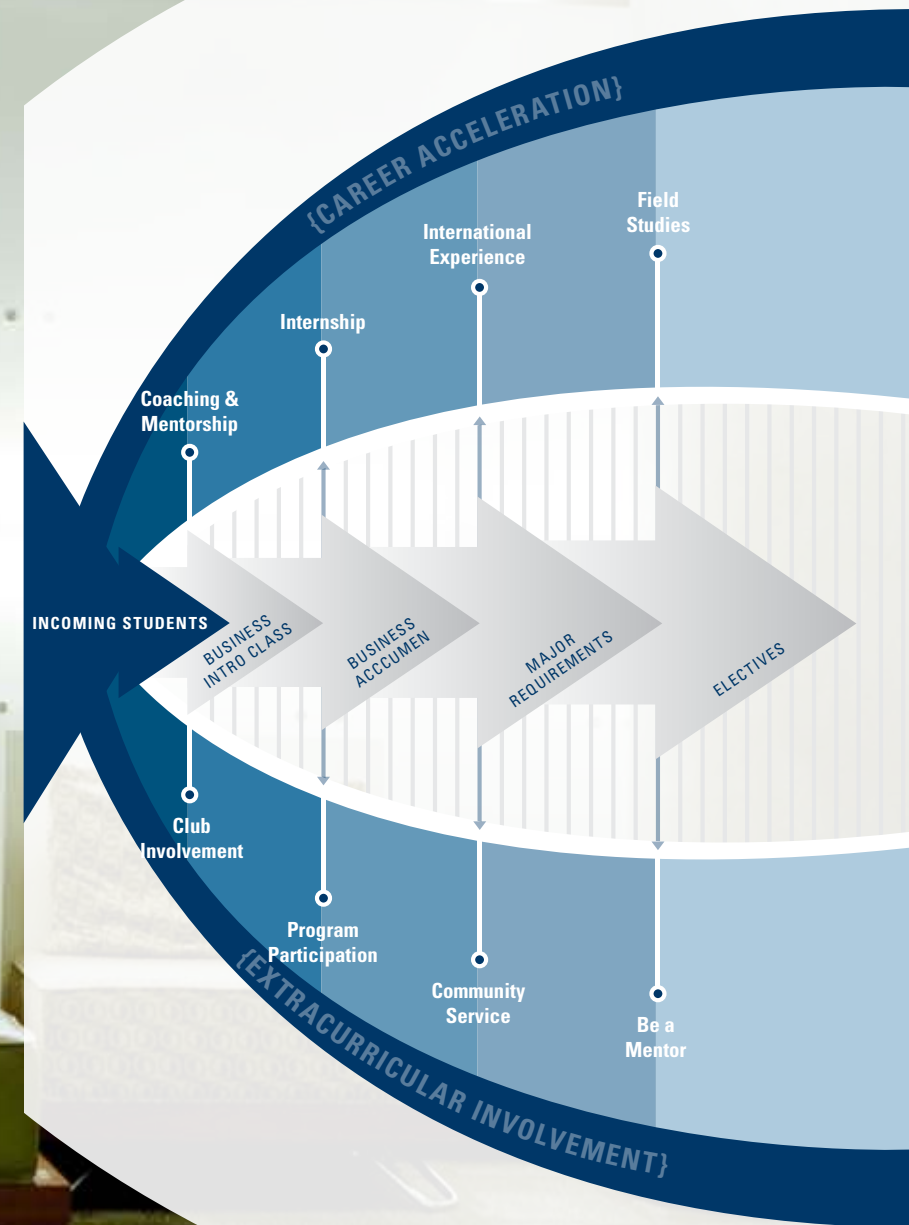 {CAREER ACCELERATION}
Field
Studies
International
Experience
Internship
Coaching &
Mentorship
INCOMING STUDENTS
BUSINESS
INTRO CLASS
BUSINESS
ACCCUMEN
MAJOR
REQUIREMENTS
ELECTIVES
Club
Involvement
Program
Participation
Community
Service
Be a
Mentor
{EXTRACURRICULAR INVOLVEMENT}